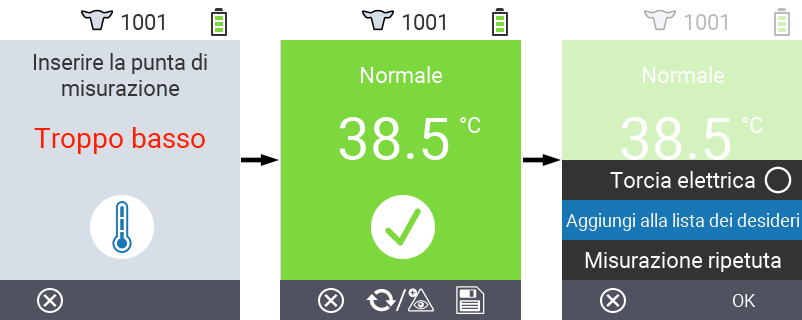 1001
Inserire la punta di
misurazione
Troppo basso
1001
Normale
38.5 °C
1001
Normale
38.5 °C
Torcia elettrica
Aggiungi alla lista dei desideri
Misurazione ripetuta
OK